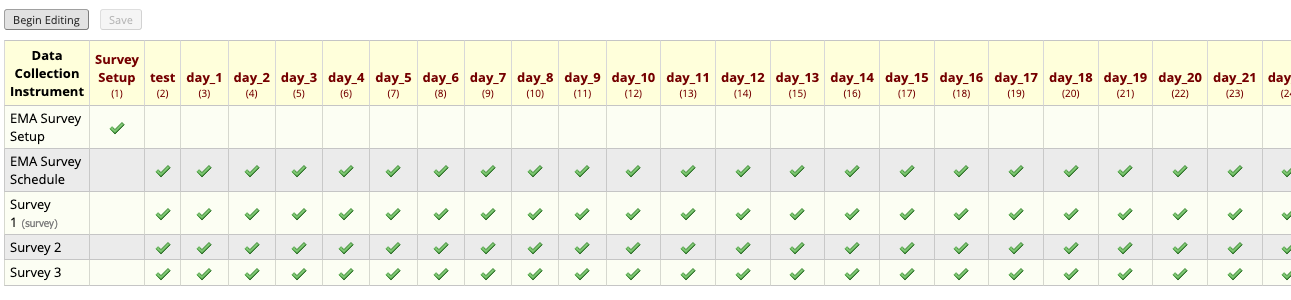 Begin Editing Save
Data Collection Instrument Survey Setup (1) test (2) day_1 (3) day_2 (4) day_3 (5) day_4 (6) day_5 (7) day_6 (8) day_7 (9) day_8 (10) day_9 (11) day_10 (12) day_11 (13) day_12 (14) day_13 (15) day_14 (16) day_15 (17) day_16 (18) day_17 (19) day_18 (20) day_19 (21) day_20 (22) day_21 (23)
EMA Survey
Setup
EMA Survey
Schedule
Survey
1 (survey)
Survey 2
Survey 3